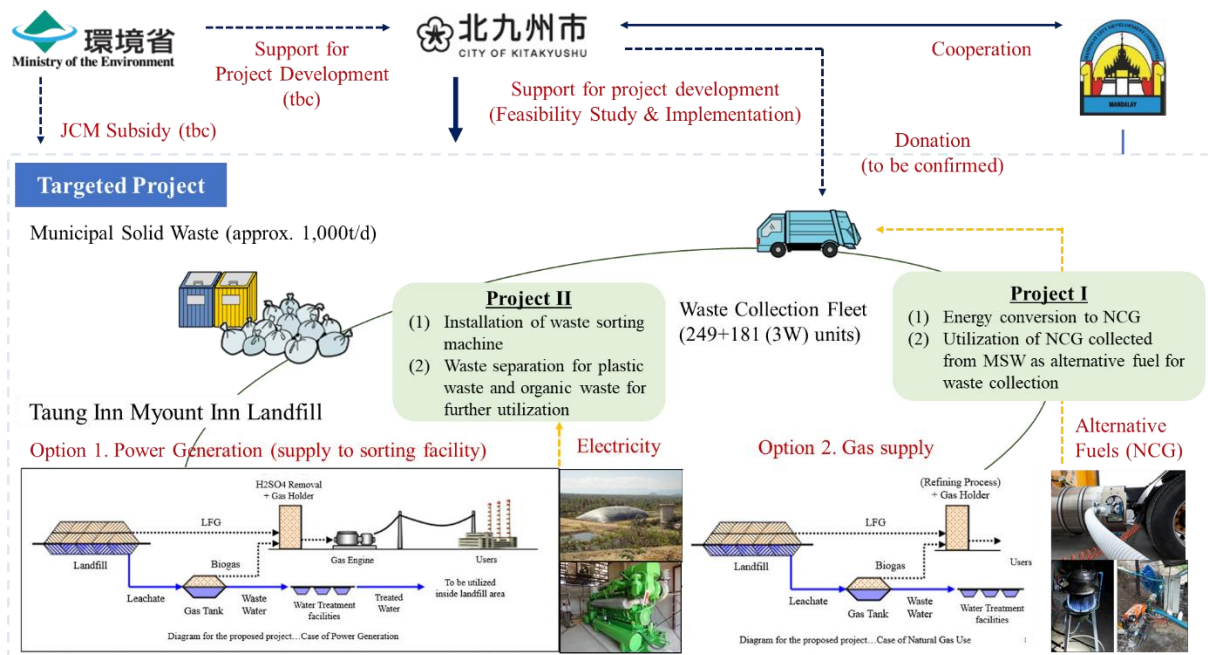 環境省
Ministry of the Environment
Support for
Project Development
(tbc)
北九州市
CITY OF KITAKYUSHU
Cooperation
MANDALAY CITY DEVELOPMENT COMMITTEE
MANDALAY
JCM Subsidy (tbc)
Support for project development
(Feasibility Study & Implementation)
Donation
(to be confirmed)
Targeted Project
Municipal Solid Waste (approx. 1,000t/d)
Project II
(1) Installation of waste sorting
machine
(2) Waste separation for plastic
waste and organic waste for
further utilization
Waste Collection Fleet
(249+181 (3W) units)
Project I
(1) Energy conversion to NCG
(2) Utilization of NCG collected
from MSW as alternative fuel for
waste collection
Taung Inn Myount Inn Landfill
Option 1. Power Generation (supply to sorting facility)
Electricity
Option 2. Gas supply
Alternative
Fuels (NCG)
H2SO4 Removal
+ Gas Holder
LFG
Landfill
Biogas
Gas Engine
Users
Leachate
Gas Tank
Waste
Water
Water Treatment
facilities
Treated
Water
To be utilized
inside landfill area
Diagram for the proposed project…Case of Power Generation
(Refining Process)
+ Gas Holder
LFG
Landfill
Biogas
Users
Leachate
Gas Tank
Waste
Water
Water Treatment
facilities
Diagram for the proposed project…Case of Natural Gas Use
1